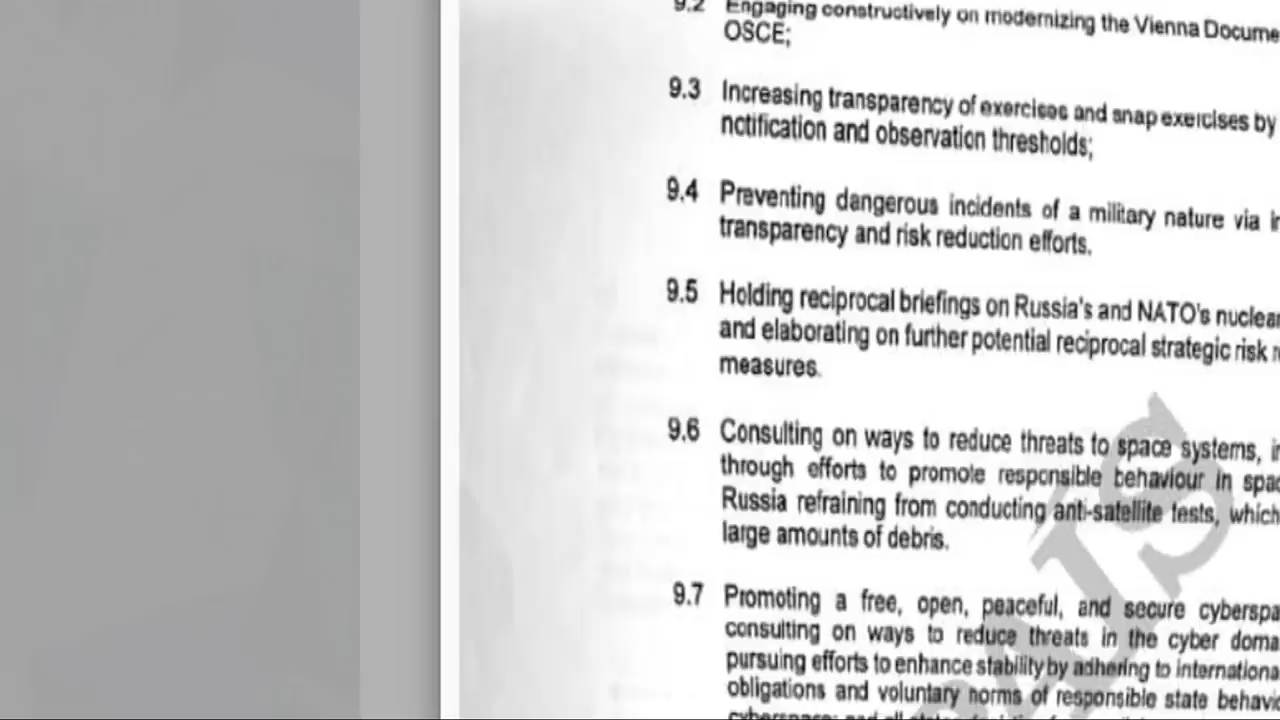 9.2 Engaging constructively on modernizing the Vienna
OSCE;
9.3 Increasing transparency of exercises and snap exercises by
notification and observation thresholds;
9.4 Preventing dangerous incidents of a military nature via
transparency and risk reduction efforts.
9.5 Holding reciprocal briefings on Russia's and NATO's nuclear
and elaborating on further potential reciprocal strategic risk
measures.
9.6 Consulting on ways to reduce threats to space systems,
through efforts to promote responsible behaviour in
Russia refraining from conducting anti-satellite tests, which
large amounts of debris.
9.7 Promoting a free, open, peaceful, and secure
consulting on ways to reduce threats in the cyber
pursuing efforts to enhance stability by adhering to
obligations and voluntary norms of responsible state